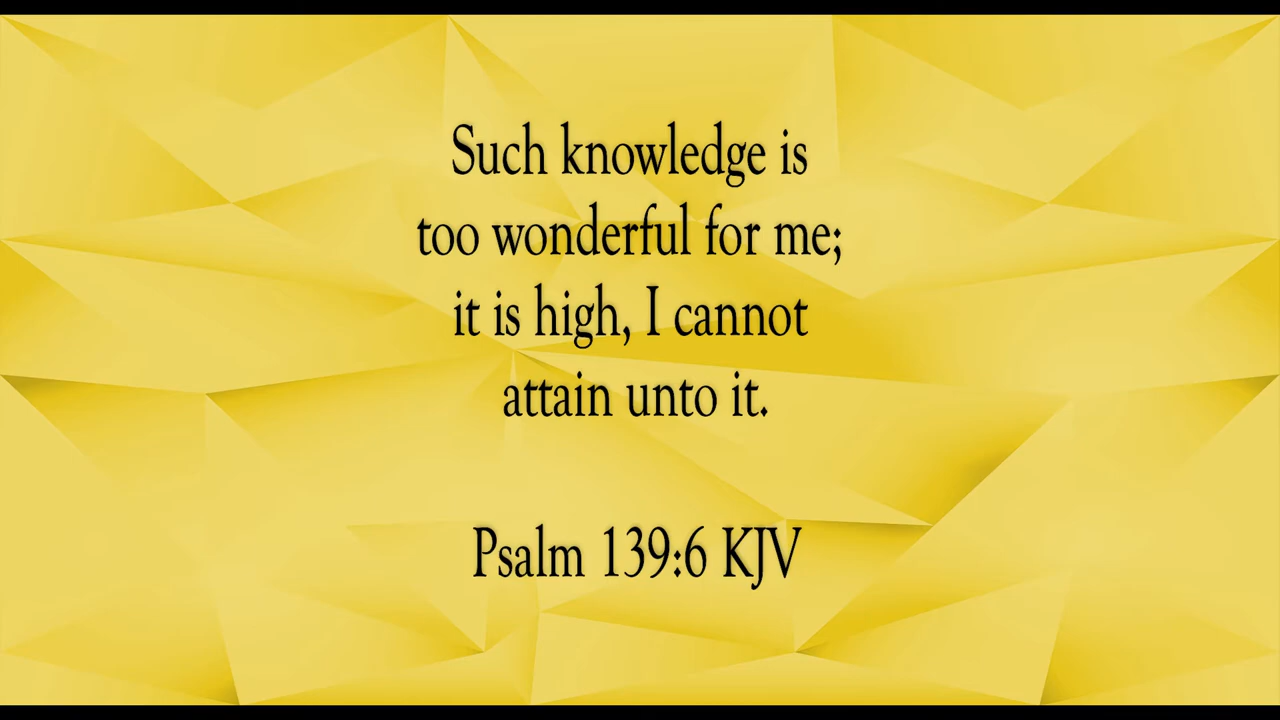 Such knowledge is
too wonderful for me;
it is high, I cannot
attain unto it.
Psalm 139:6 KJV